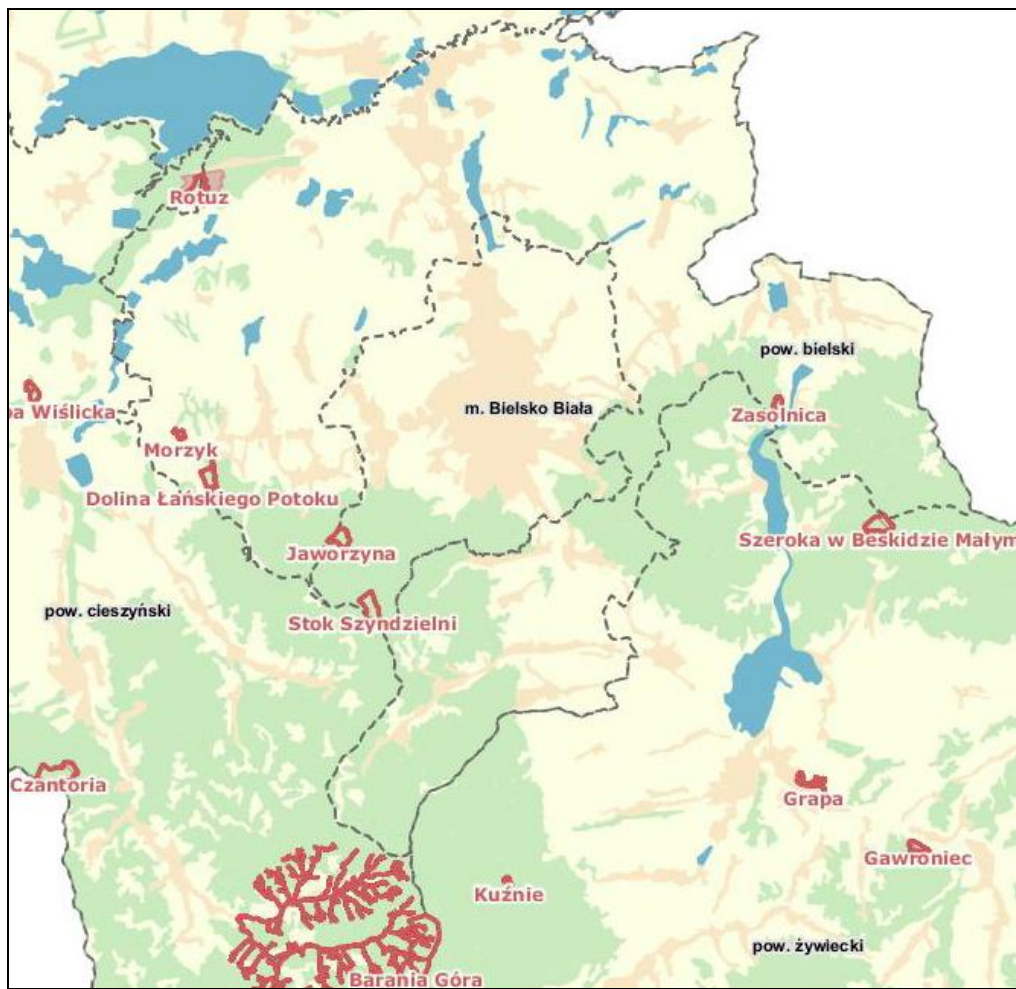 Rotuz
pow. bielski
pa Wiślicka
m. Bielsko Biała
Zasolnica
Morzyk
Dolina Łańskiego Potoku
Szeroka w Beskidzie Małym
Jaworzyna
pow. cieszyński
Stok Szyndzielni
Czantoria
Grapa
Gawroniec
Kuźnie
pow. żywiecki
Barania Góra